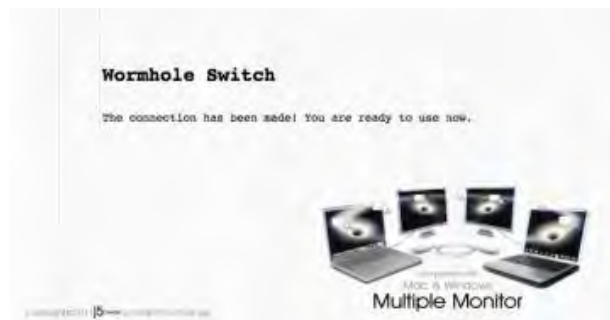 Wormhole Switch
The connection has been made! You are ready to use now.
Mac & Windows
Multiple Monitor